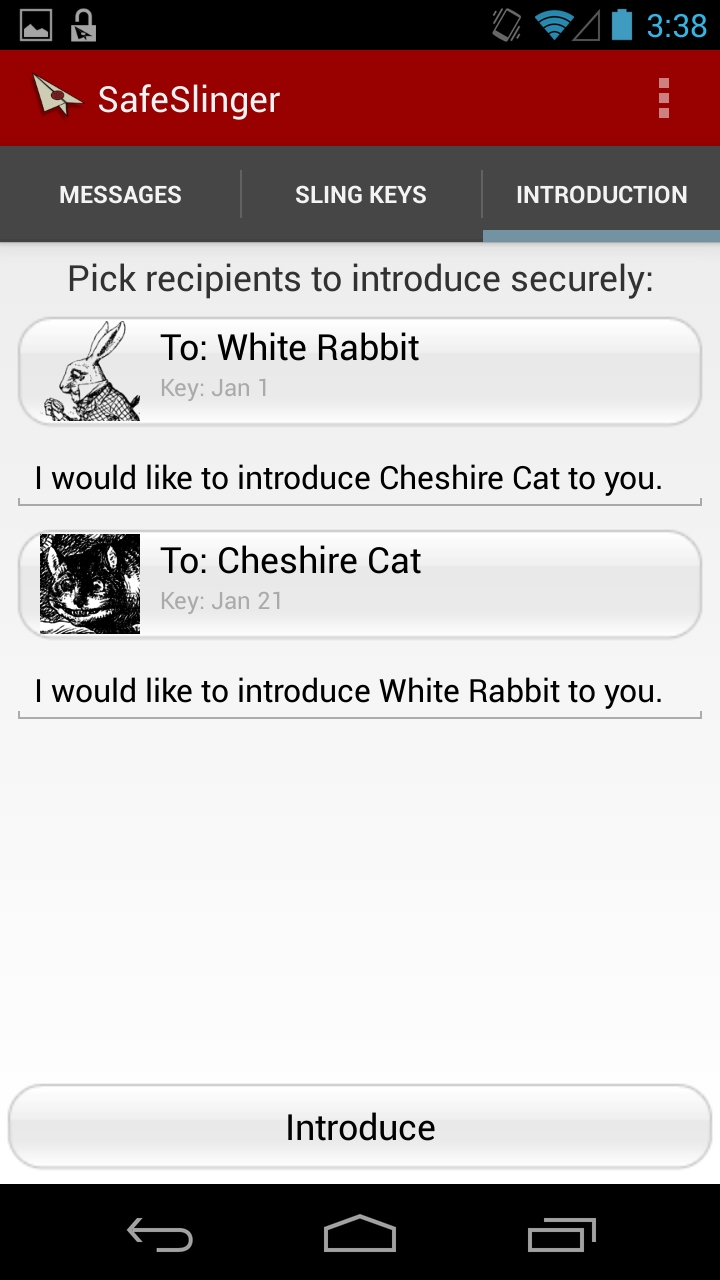 3:38
SafeSlinger
MESSAGES
SLING KEYS
INTRODUCTION
Pick recipients to introduce securely:
To: White Rabbit
Key: Jan 1
I would like to introduce Cheshire Cat to you.
To: Cheshire Cat
Key: Jan 21
I would like to introduce White Rabbit to you.
Introduce